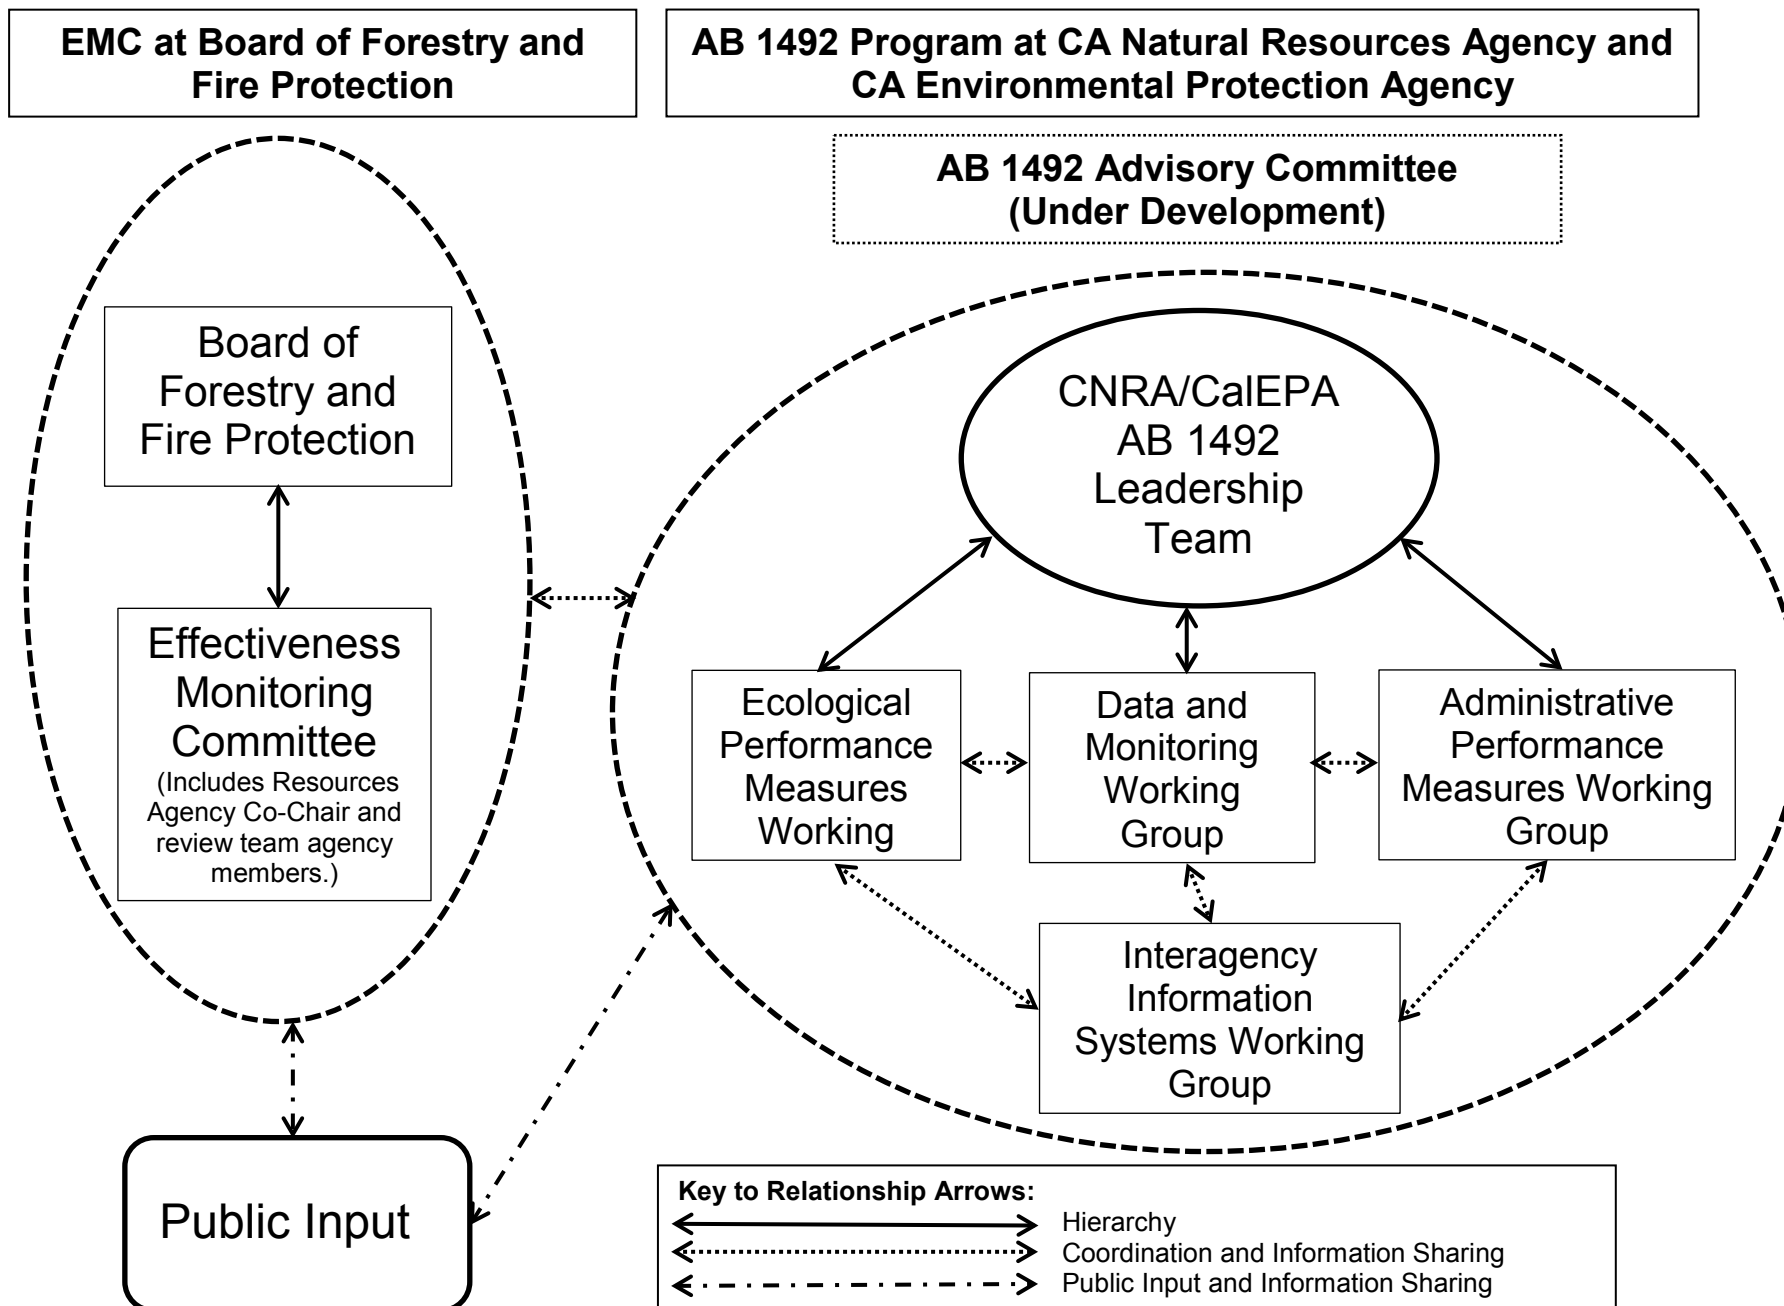 EMC at Board of Forestry and
Fire Protection
AB 1492 Program at CA Natural Resources Agency and
CA Environmental Protection Agency
AB 1492 Advisory Committee
(Under Development)
Board of
Forestry and
Fire Protection
Effectiveness
Monitoring
Committee
(Includes Resources
Agency Co-Chair and
review team agency
members.)
CNRA/CalEPA
AB 1492
Leadership
Team
Ecological
Performance
Measures
Working
Data and
Monitoring
Working
Group
Administrative
Performance
Measures Working
Group
Interagency
Information
Systems Working
Group
Public Input
Key to Relationship Arrows:
Hierarchy
Coordination and Information Sharing
Public Input and Information Sharing